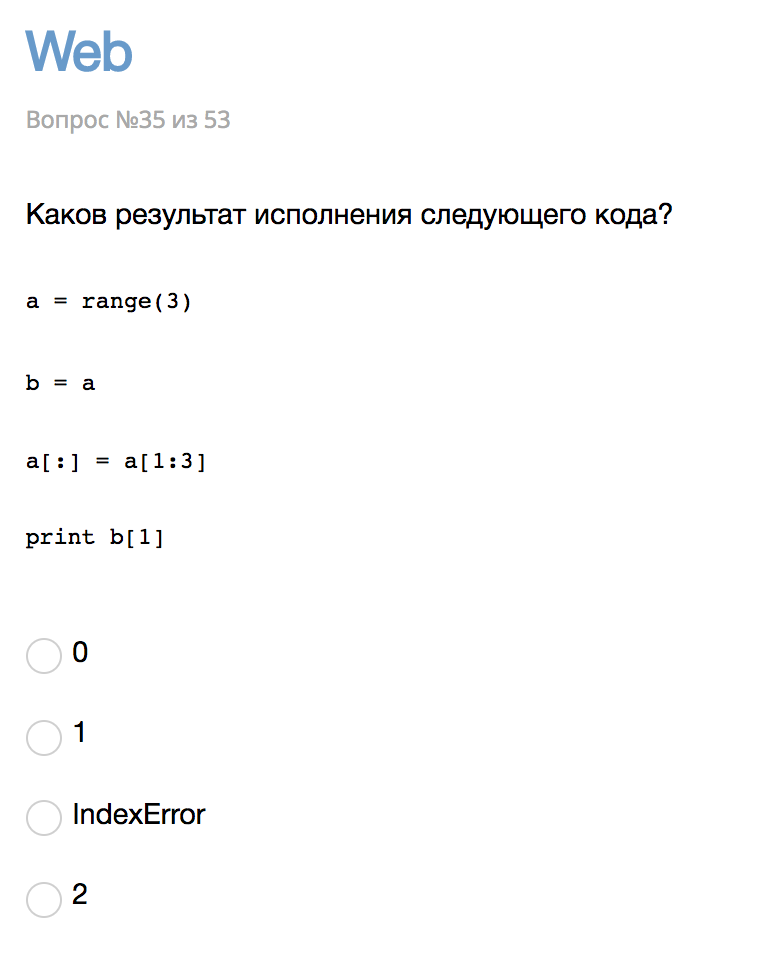 Web
Вопрос №35 из 53
Каков результат исполнения следующего кода?
a = range(3)
b = a
a[:] = a[1:3]
print b[1]
0
1
IndexError
2